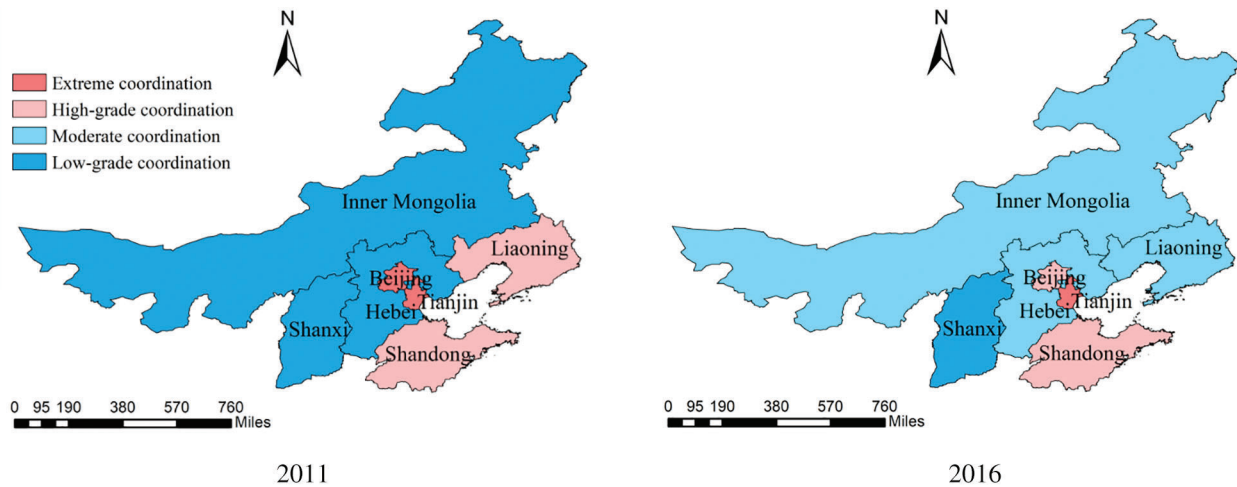 N
Extreme coordination
High-grade coordination
Moderate coordination
Low-grade coordination
Inner Mongolia
Liaoning
Beijing
Tianjin
Hebei
Shanxi
Shandong
0 95 190 380 570 760
Miles
2011
N
Inner Mongolia
Liaoning
Beijing
Tianjin
Hebei
Shanxi
Shandong
0 95 190 380 570 760
Miles
2016